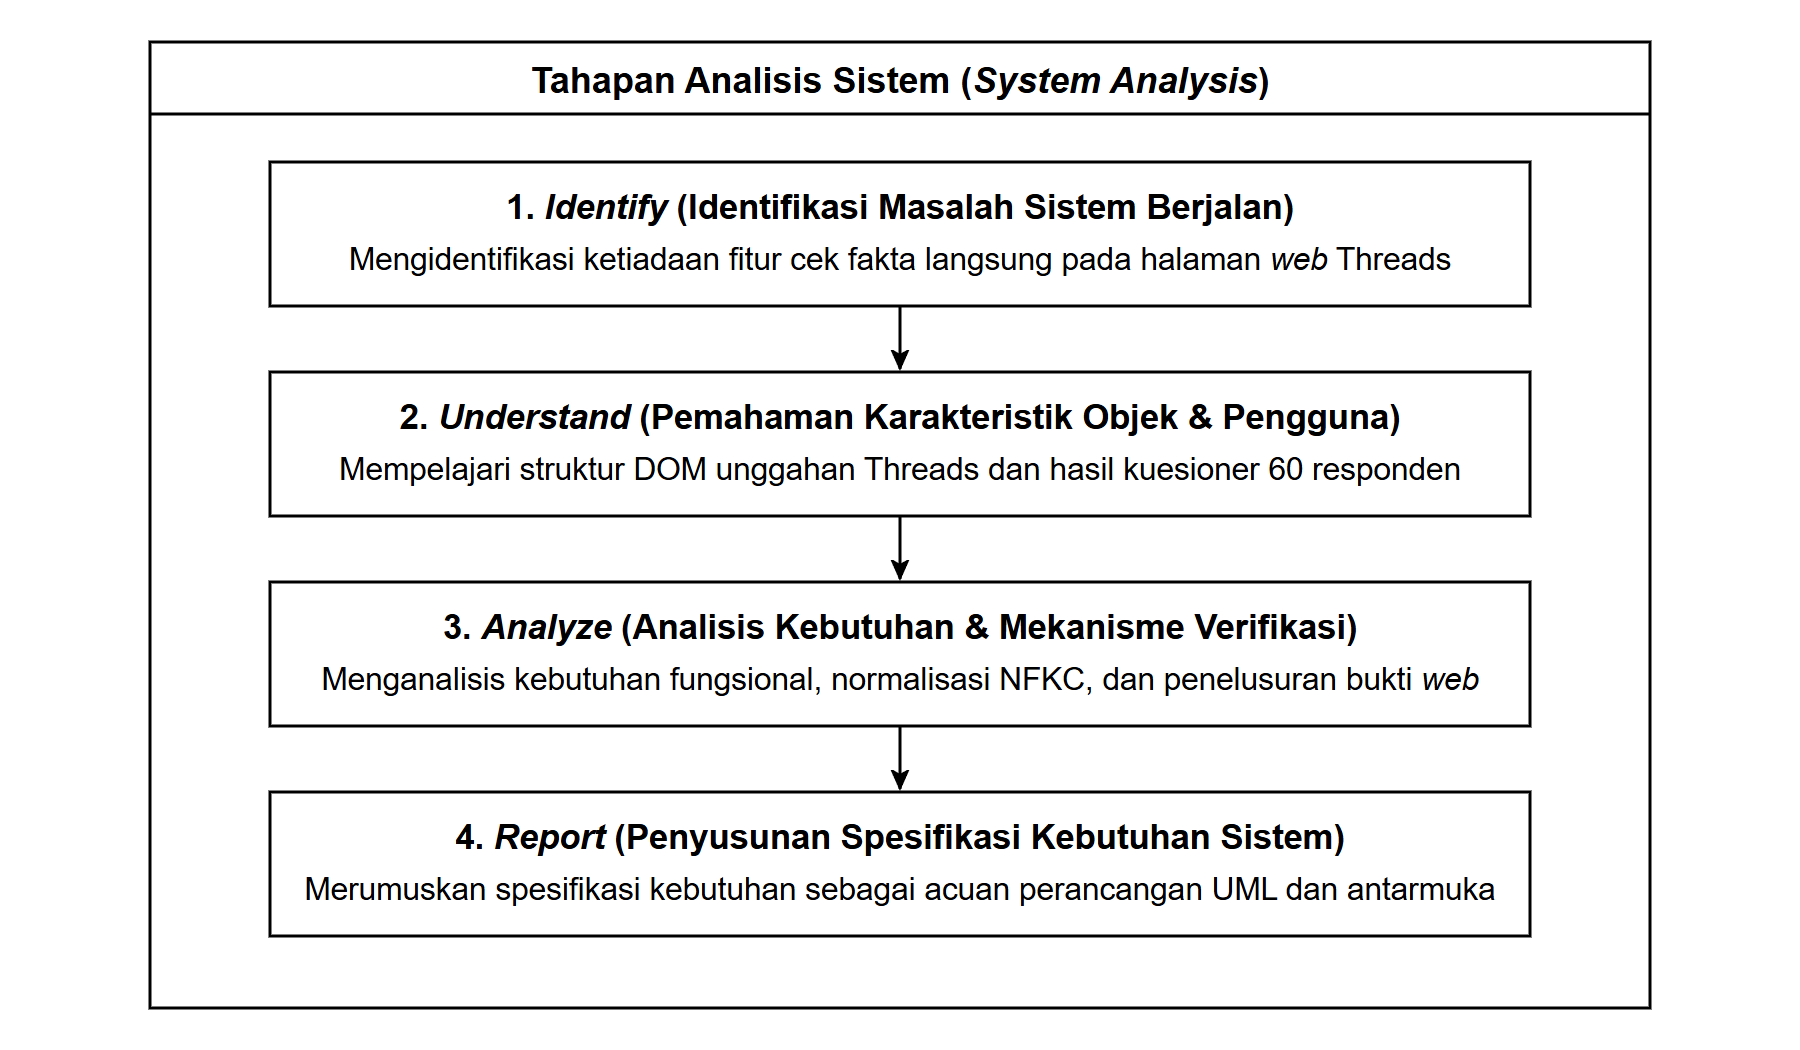 Tahapan Analisis Sistem (System Analysis)
1. Identify (Identifikasi Masalah Sistem Berjalan)
Mengidentifikasi ketiadaan fitur cek fakta langsung pada halaman web Threads
2. Understand (Pemahaman Karakteristik Objek & Pengguna)
Mempelajari struktur DOM unggahan Threads dan hasil kuesioner 60 responden
3. Analyze (Analisis Kebutuhan & Mekanisme Verifikasi)
Menganalisis kebutuhan fungsional, normalisasi NFKC, dan penelusuran bukti web
4. Report (Penyusunan Spesifikasi Kebutuhan Sistem)
Merumuskan spesifikasi kebutuhan sebagai acuan perancangan UML dan antarmuka